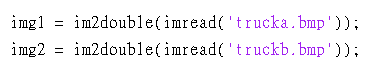 img1 = im2double(imread('trucka.bmp'));
img2 = im2double(imread('truckb.bmp'));